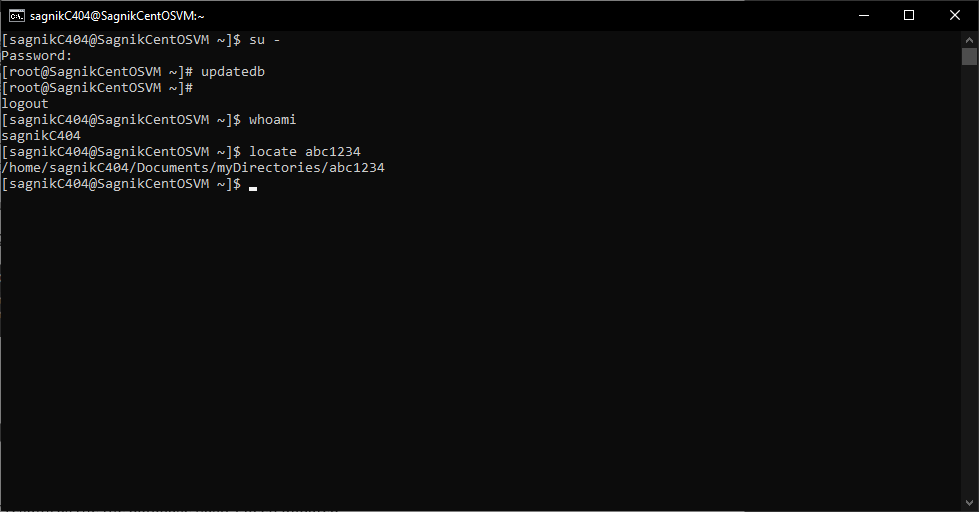 sagnikC404@SagnikCentOSVM:~
[sagnikC404@SagnikCentOSVM ~]$ su -
Password:
[root@SagnikCentOSVM ~]# updatedb
[root@SagnikCentOSVM ~]#
logout
[sagnikC404@SagnikCentOSVM ~]$ whoami
sagnikC404
[sagnikC404@SagnikCentOSVM ~]$ locate abc1234
/home/sagnikC404/Documents/myDirectories/abc1234
[sagnikC404@SagnikCentOSVM ~]$